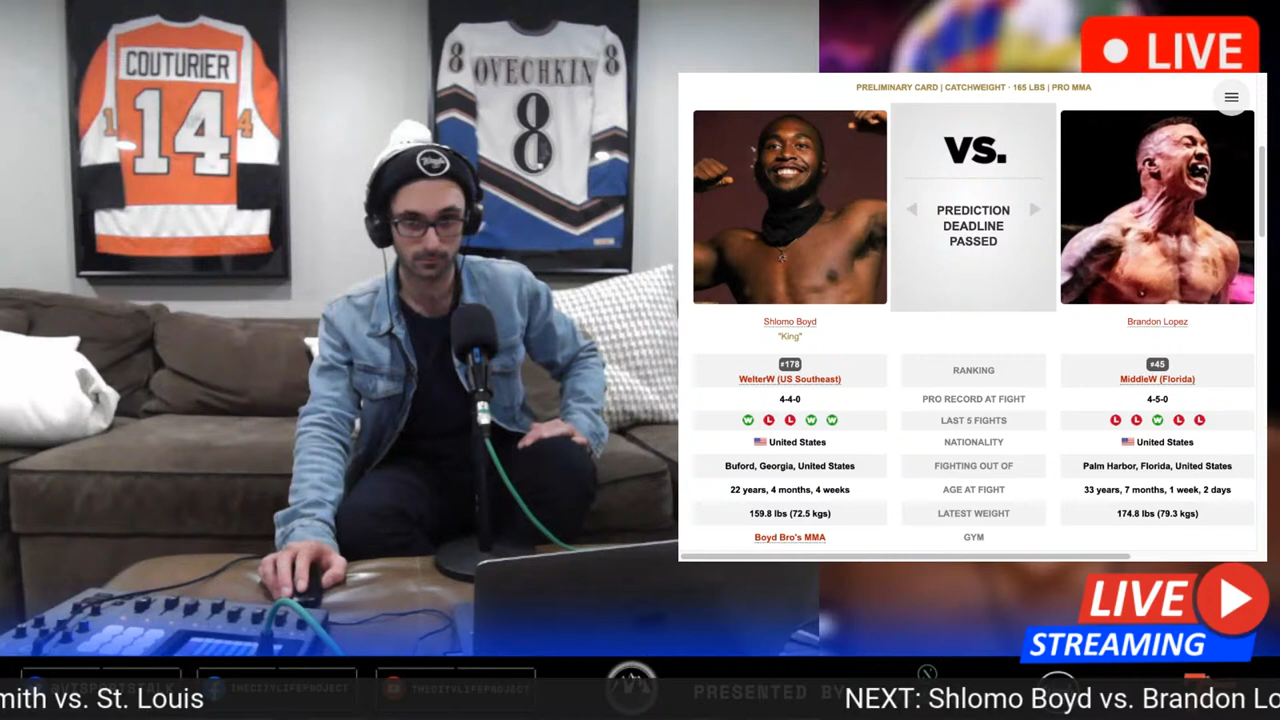 COUTURIER
14
14
8 OVECHKIN 8
8
LIVE
PRELIMINARY CARD | CATCHWEIGHT · 165 LBS | PRO MMA
VS.
PREDICTION
DEADLINE
PASSED
Shlomo Boyd
"King"
Brandon Lopez
#178
WelterW (US Southeast)
RANKING
#45
MiddleW (Florida)
4-4-0
PRO RECORD AT FIGHT
4-5-0
W L L W W
LAST 5 FIGHTS
L L W L L
United States
NATIONALITY
United States
Buford, Georgia, United States
FIGHTING OUT OF
Palm Harbor, Florida, United States
22 years, 4 months, 4 weeks
AGE AT FIGHT
33 years, 7 months, 1 week, 2 days
159.8 lbs (72.5 kgs)
LATEST WEIGHT
174.8 lbs (79.3 kgs)
Boyd Bro's MMA
GYM
LIVE
STREAMING
THECITYLIFEPROJECT
THECITYLIFEPROJECT
PRESENTED BY
mith vs. St. Louis
NEXT: Shlomo Boyd vs. Brandon Lo